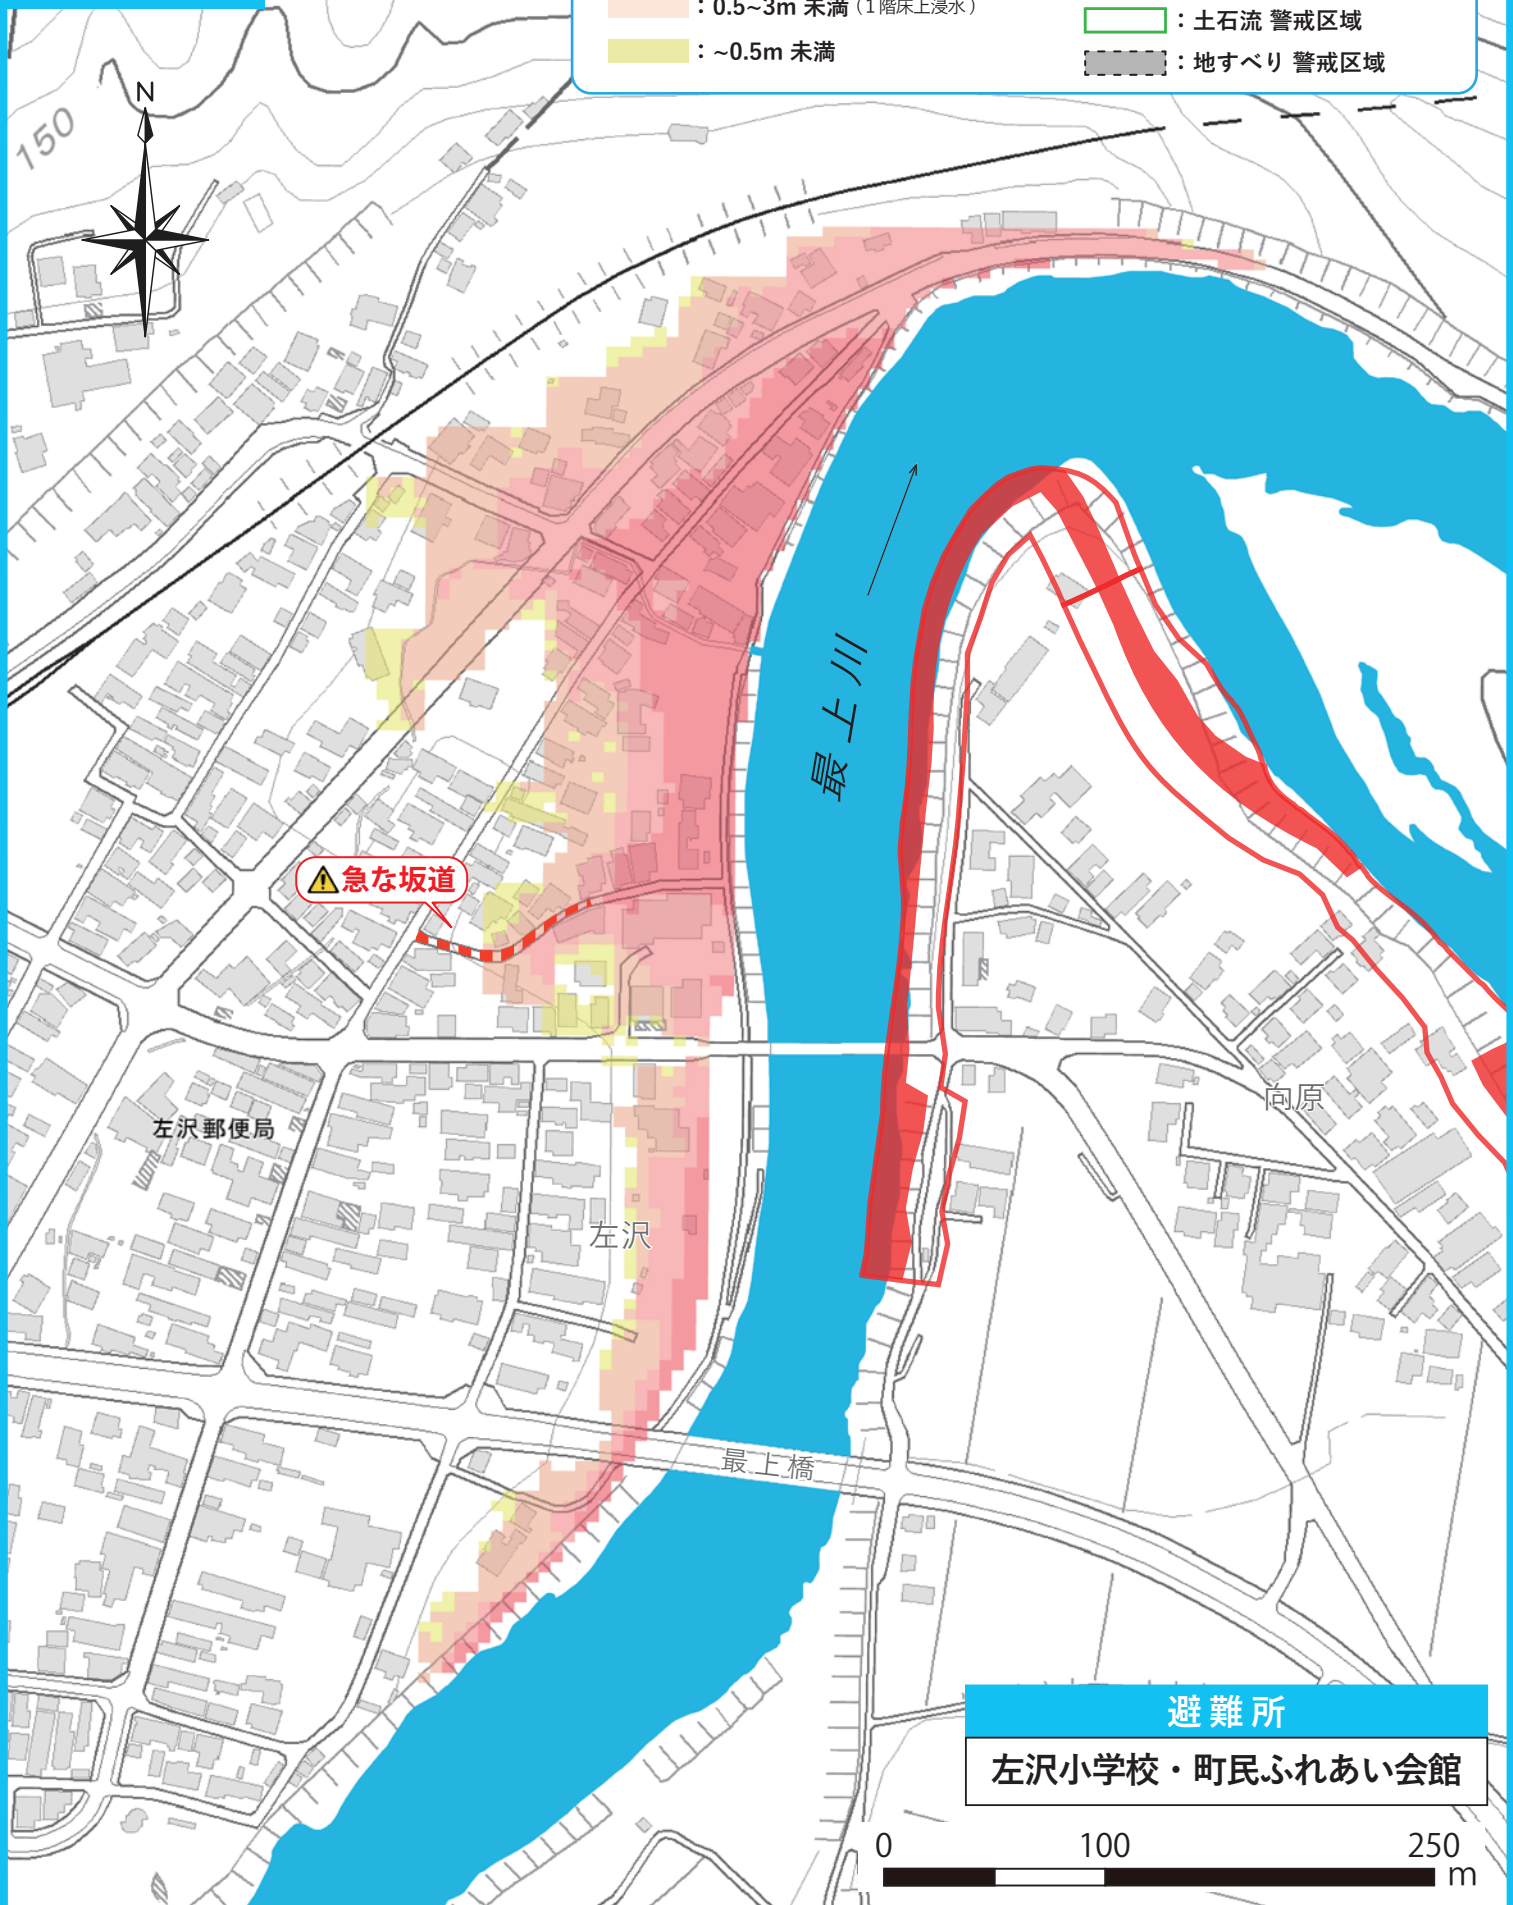 ：0.5~3m 未満（１階床上浸水）
：~0.5m 未満
：土石流 警戒区域
：地すべり 警戒区域
N
150
最上川
⚠急な坂道
左沢郵便局
向原
左沢
最上橋
避難所
左沢小学校・町民ふれあい会館
0 100 250
m